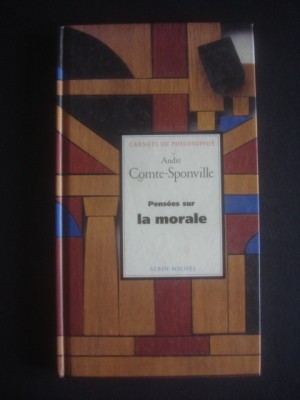 CARNETS DE PHILOSOPHIE
André
Comte-Sponville
Pensées sur
la morale
ALBIN MICHEL